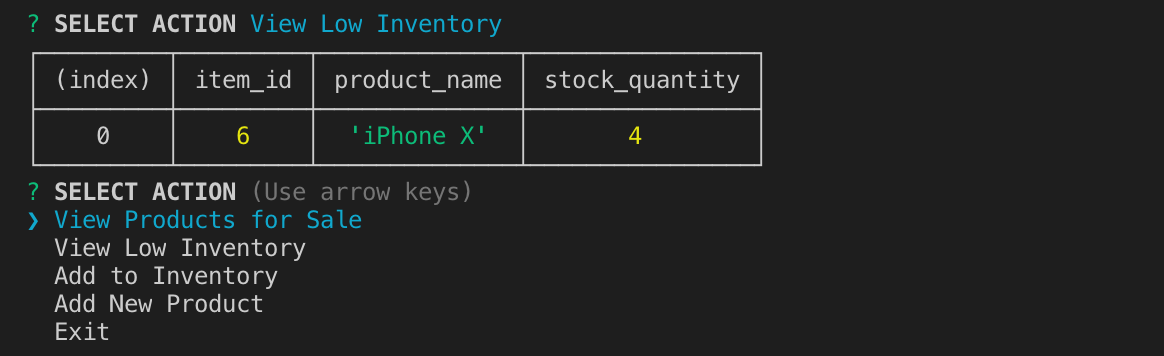 ? SELECT ACTION View Low Inventory
(index) item_id product_name stock_quantity
0 6 'iPhone X' 4
? SELECT ACTION (Use arrow keys)
❯ View Products for Sale
View Low Inventory
Add to Inventory
Add New Product
Exit